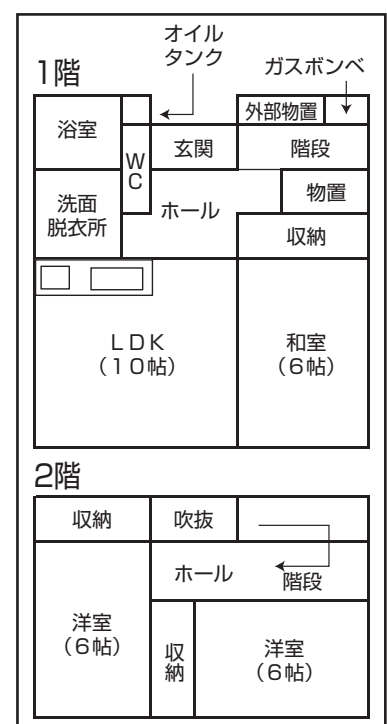 オイル
タンク
ガスボンベ
1階
外部物置
浴室
WC
玄関
階段
洗面
脱衣所
ホール
物置
収納
LDK
（10帖）
和室
（6帖）
2階
収納
吹抜
ホール
階段
洋室
（6帖）
収納
洋室
（6帖）